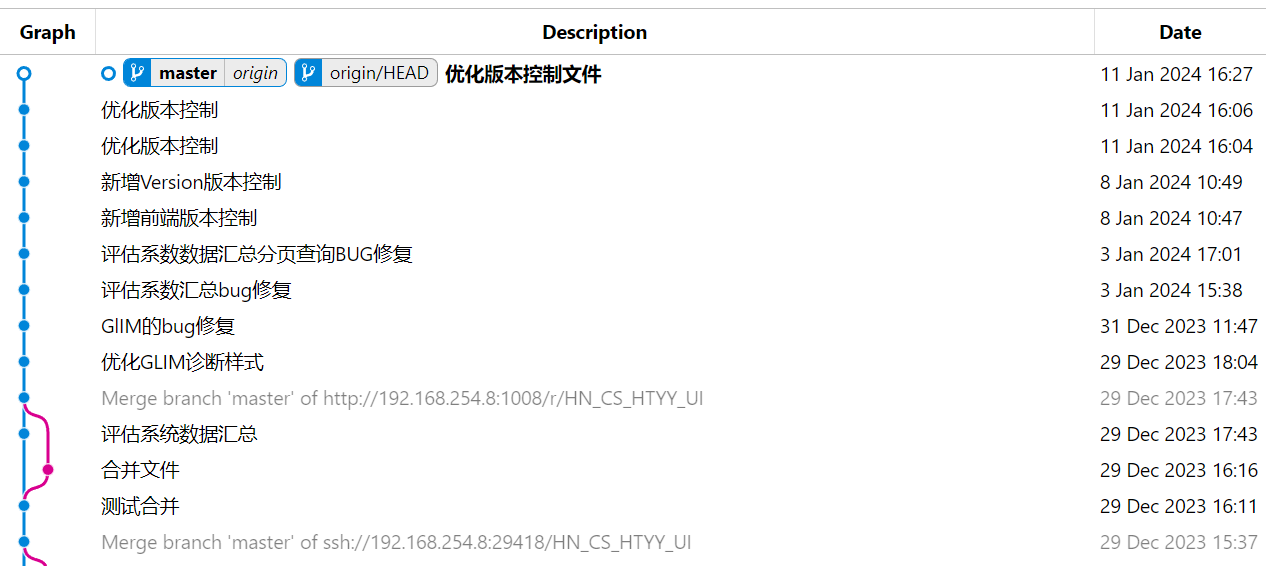 Graph Description Date
master origin origin/HEAD 优化版本控制文件 11 Jan 2024 16:27
优化版本控制 11 Jan 2024 16:06
优化版本控制 11 Jan 2024 16:04
新增Version版本控制 8 Jan 2024 10:49
新增前端版本控制 8 Jan 2024 10:47
评估系数数据汇总分页查询BUG修复 3 Jan 2024 17:01
评估系数汇总bug修复 3 Jan 2024 15:38
GlIM的bug修复 31 Dec 2023 11:47
优化GLIM诊断样式 29 Dec 2023 18:04
Merge branch 'master' of http://192.168.254.8:1008/r/HN_CS_HTYY_UI 29 Dec 2023 17:43
评估系统数据汇总 29 Dec 2023 17:43
合并文件 29 Dec 2023 16:16
测试合并 29 Dec 2023 16:11
Merge branch 'master' of ssh://192.168.254.8:29418/HN_CS_HTYY_UI 29 Dec 2023 15:37